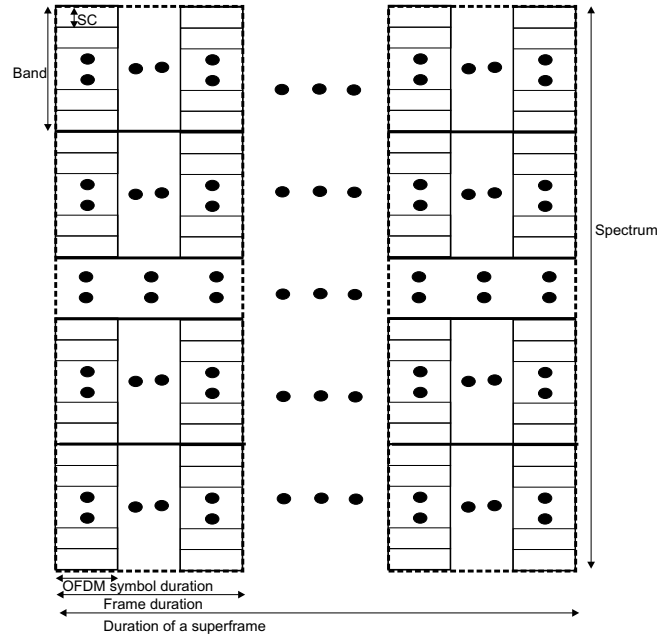 SC
Band
Spectrum
OFDM symbol duration
Frame duration
Duration of a superframe